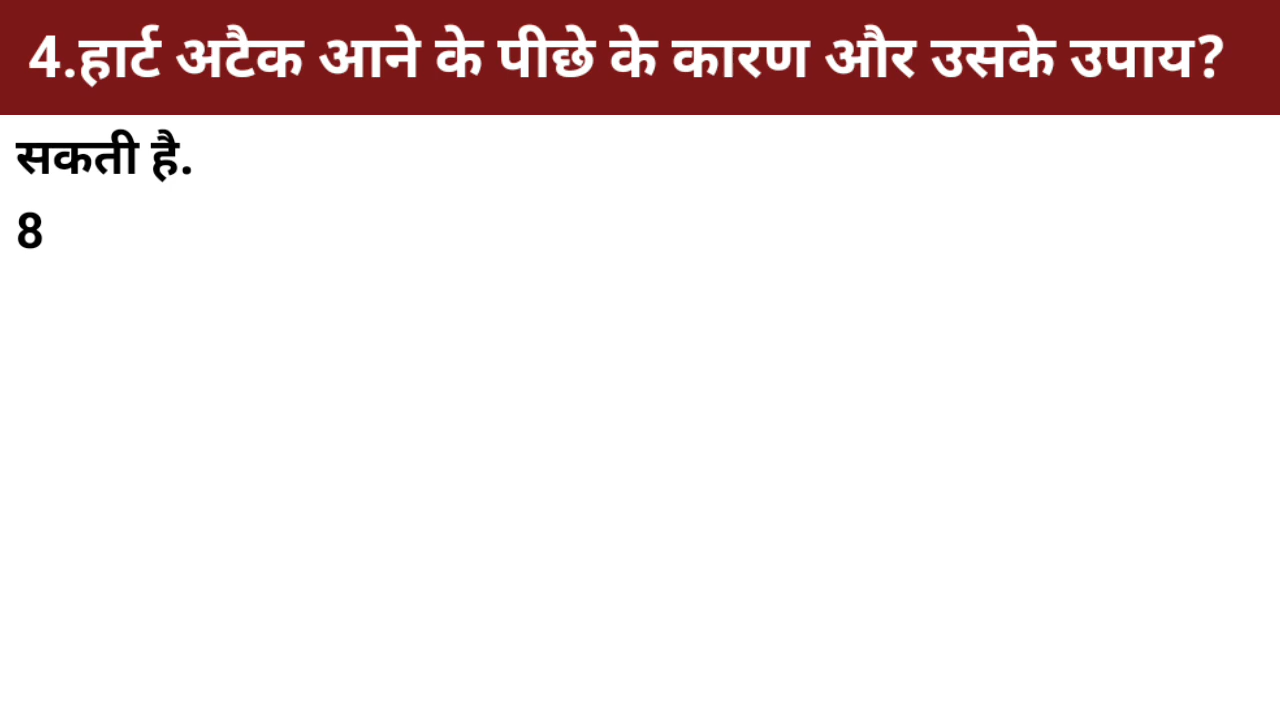 4.हार्ट अटैक आने के पीछे के कारण और उसके उपाय?
सकती है.
8